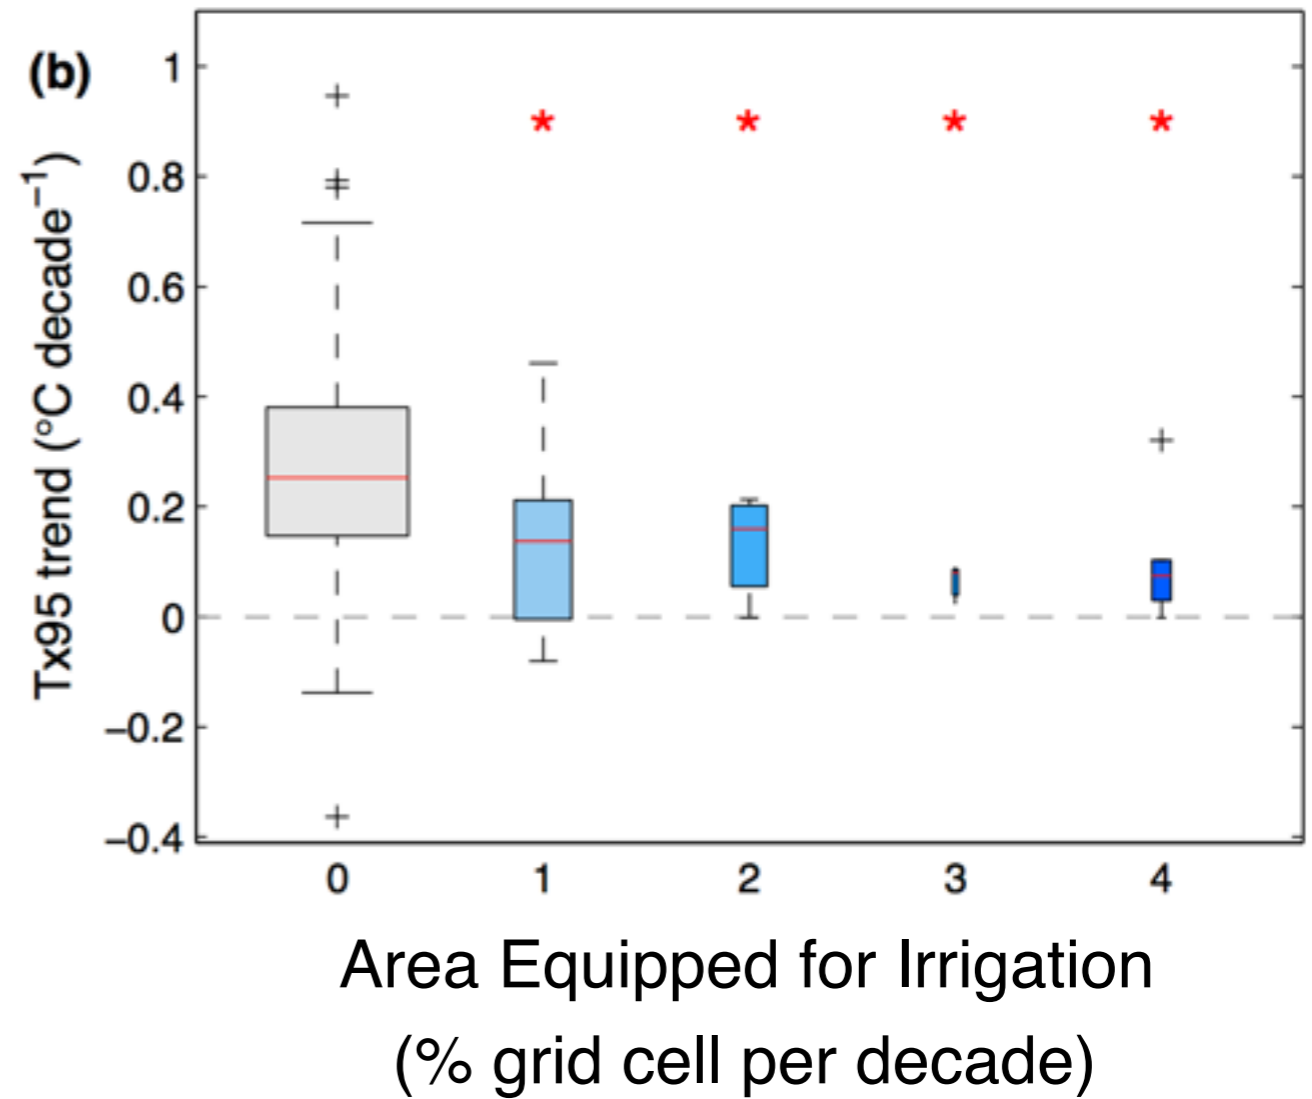 (b)
Tx95 trend (°C decade⁻¹)
1
0.8
0.6
0.4
0.2
0
−0.2
−0.4
* * * *
0 1 2 3 4
Area Equipped for Irrigation
(% grid cell per decade)